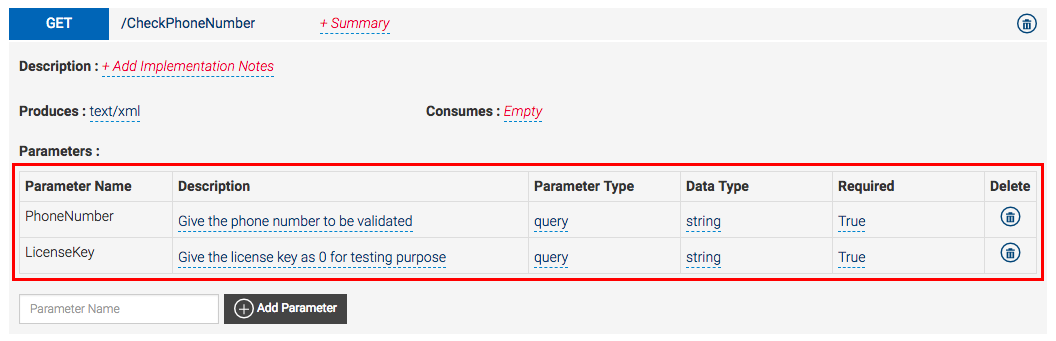 GET /CheckPhoneNumber + Summary
Description : + Add Implementation Notes
Produces : text/xml Consumes : Empty
Parameters :
Parameter Name Description Parameter Type Data Type Required Delete
PhoneNumber Give the phone number to be validated query string True
LicenseKey Give the license key as 0 for testing purpose query string True
Parameter Name Add Parameter